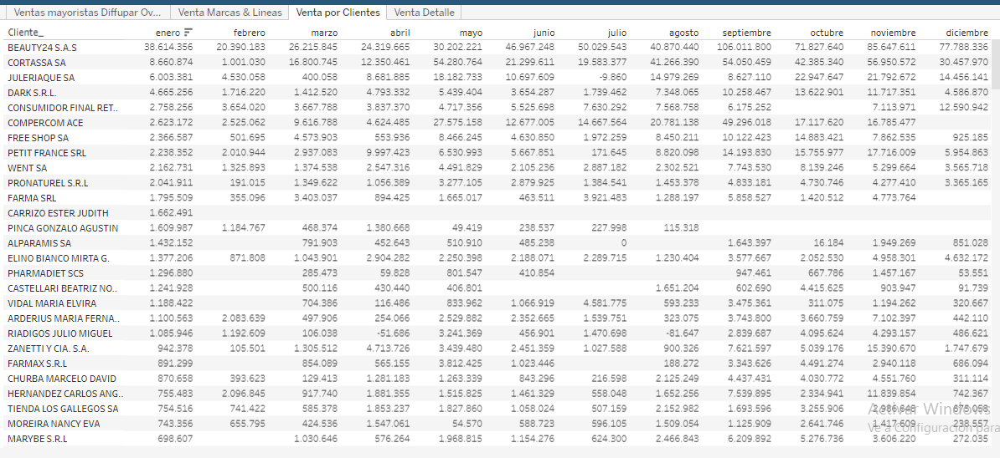 Ventas mayoristas Diffupar Ov... Venta Marcas & Lineas Venta por Clientes Venta Detalle
Cliente_ enero febrero marzo abril mayo junio julio agosto septiembre octubre noviembre diciembre
BEAUTY24 S.A.S 38.614.356 20.390.183 26.215.845 24.319.665 30.202.221 46.967.248 50.029.543 40.870.440 106.011.800 71.827.640 85.647.611 77.788.336
CORTASSA SA 8.660.874 1.001.030 16.800.745 12.350.461 54.280.764 21.299.611 19.583.377 41.266.390 54.050.459 42.385.340 56.950.572 30.457.970
JULERIAQUE SA 6.003.381 4.530.058 400.058 8.681.885 18.182.733 10.697.609 -9.860 14.979.269 8.627.110 22.947.647 21.792.672 14.456.141
DARK S.R.L. 4.665.256 1.716.220 1.412.520 4.793.332 5.439.404 3.654.287 1.739.462 7.348.065 10.258.467 13.622.901 11.717.351 4.586.870
CONSUMIDOR FINAL RET.. 2.758.256 3.654.020 3.667.788 3.837.370 4.717.356 5.525.698 7.630.292 7.568.758 6.175.252 7.113.971 12.590.942
COMPERCOM ACE 2.623.172 2.525.062 9.616.788 4.624.485 27.575.158 12.677.005 14.667.564 20.781.138 49.296.018 17.117.620 16.785.477
FREE SHOP SA 2.366.587 501.695 4.573.903 553.936 8.466.245 4.630.850 1.972.259 8.450.211 10.122.423 14.883.421 7.862.535 925.185
PETIT FRANCE SRL 2.238.352 2.010.944 2.937.083 9.997.423 6.530.993 5.667.851 171.645 8.820.098 14.193.830 15.755.977 17.716.009 5.954.863
WENT SA 2.162.731 1.325.893 1.374.538 2.547.316 4.491.829 2.105.236 2.887.182 2.302.521 7.743.530 8.139.246 5.299.664 3.565.718
PRONATUREL S.R.L 2.041.911 191.015 1.349.622 1.056.389 3.277.105 2.879.925 1.384.541 1.453.378 4.833.181 4.730.746 4.277.410 3.365.165
FARMA SRL 1.795.509 355.096 3.403.037 894.425 1.665.017 463.511 3.921.483 1.288.197 5.858.527 1.420.512 4.773.764
CARRIZO ESTER JUDITH 1.662.491
PINCA GONZALO AGUSTIN 1.609.987 1.184.767 468.374 1.380.668 49.419 238.537 227.998 115.318
ALPARAMIS SA 1.432.152 791.903 452.643 510.910 485.238 0 1.643.397 16.184 1.949.269 851.028
ELINO BIANCO MIRTA G. 1.377.206 871.808 1.043.901 2.904.282 2.250.398 2.188.071 2.289.715 1.230.404 3.577.667 2.052.530 4.958.301 4.632.172
PHARMADIET SCS 1.296.880 285.473 59.828 801.547 410.854 947.461 667.786 1.457.167 53.551
CASTELLARI BEATRIZ NO.. 1.241.928 500.116 430.440 406.801 1.651.204 602.690 4.415.625 903.947 91.739
VIDAL MARIA ELVIRA 1.188.422 704.386 116.486 833.962 1.066.919 4.581.775 593.233 3.475.361 311.075 1.194.262 320.667
ARDERIUS MARIA FERNA.. 1.100.563 2.083.639 497.906 254.066 2.529.882 2.352.665 1.539.751 323.075 3.743.800 3.660.759 7.102.397 442.110
RIADIGOS JULIO MIGUEL 1.085.946 1.192.609 106.038 -51.686 3.241.369 456.901 1.470.698 -81.647 2.839.687 4.095.624 4.293.157 486.621
ZANETTI Y CIA. S.A. 942.378 105.501 1.305.512 4.713.726 3.439.480 2.451.359 1.027.588 900.326 7.621.597 5.039.176 15.390.670 1.747.679
FARMAX S.R.L 891.299 854.089 565.155 3.812.425 1.023.446 188.272 3.343.626 4.491.274 2.940.118 686.094
CHURBA MARCELO DAVID 870.658 393.623 129.413 1.281.183 1.263.339 843.296 216.598 2.125.249 4.437.431 4.030.772 4.551.760 311.114
HERNANDEZ CARLOS ANG.. 755.483 2.096.845 917.740 1.881.355 1.515.825 1.461.329 558.048 1.652.256 7.539.895 2.334.941 11.839.854 742.367
TIENDA LOS GALLEGOS SA 754.516 741.422 585.378 1.853.237 1.827.860 1.058.024 507.159 2.152.982 1.693.596 3.255.906
Activar Windows
MOREIRA NANCY EVA 743.356 655.795 424.536 1.547.061 54.570 588.723 596.105 1.509.054 1.125.909 2.641.746 1.417.609 238.557
Ve a Configuración para
MARYBE S.R.L 698.607 1.030.646 576.264 1.968.815 1.154.276 624.300 2.466.843 6.209.892 5.276.736 3.606.220 272.035